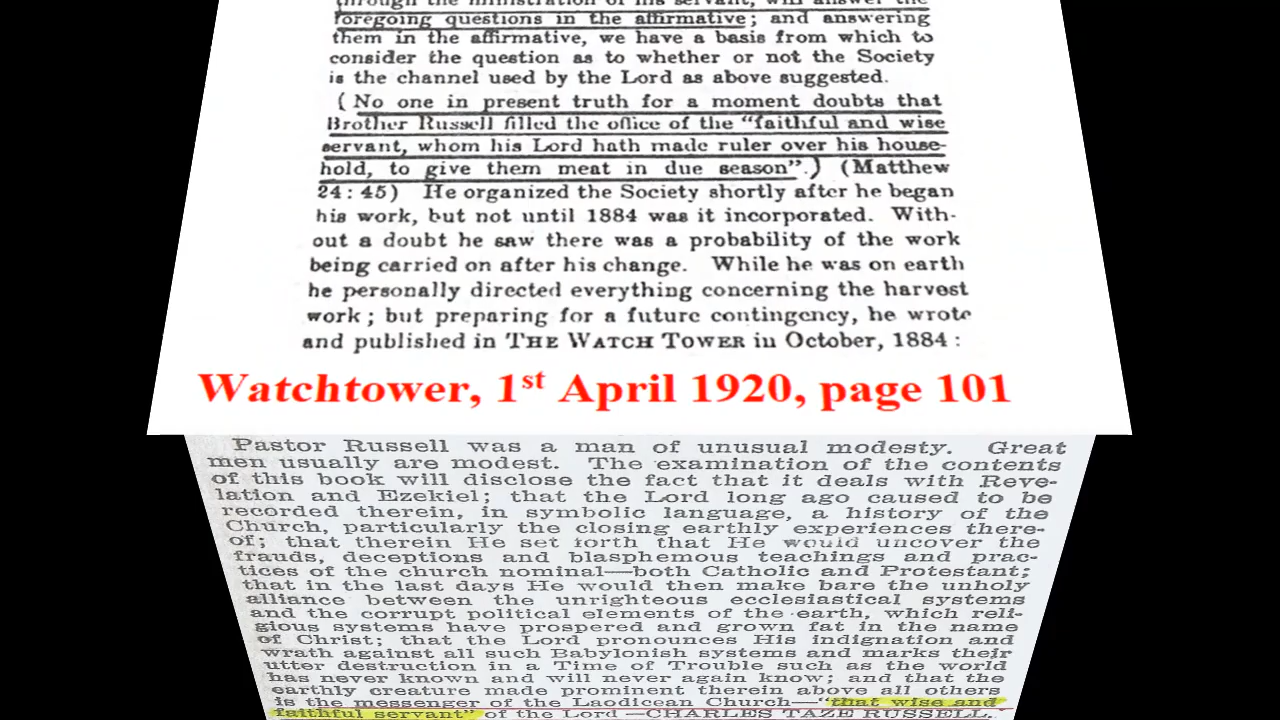 through the ministration of his servant, will answer the
foregoing questions in the affirmative; and answering
them in the affirmative, we have a basis from which to
consider the question as to whether or not the Society
is the channel used by the Lord as above suggested.
(No one in present truth for a moment doubts that
Brother Russell filled the office of the "faithful and wise
servant, whom his Lord hath made ruler over his house-
hold, to give them meat in due season".) (Matthew
24:45) He organized the Society shortly after he began
his work, but not until 1884 was it incorporated. With-
out a doubt he saw there was a probability of the work
being carried on after his change. While he was on earth
he personally directed everything concerning the harvest
work; but preparing for a future contingency, he wrote
and published in THE WATCH TOWER in October, 1884:
Watchtower, 1st April 1920, page 101
Pastor Russell was a man of unusual modesty. Great
men usually are modest. The examination of the contents
of this book will disclose the fact that it deals with Reve-
lation and Ezekiel; that the Lord long ago caused to be
recorded therein, in symbolic language, a history of the
Church, particularly the closing earthly experiences there-
of; that therein He set forth that He would uncover the
frauds, deceptions and blasphemous teachings and prac-
tices of the church nominal—both Catholic and Protestant;
that in the last days He would then make bare the unholy
alliance between the unrighteous ecclesiastical systems
and the corrupt political elements of the earth, which reli-
gious systems have prospered and grown fat in the name
of Christ; that the Lord pronounces His indignation and
wrath against all such Babylonish systems and marks their
utter destruction in a Time of Trouble such as the world
has never known and will never again know; and that the
earthly creature made prominent therein above all others
is the messenger of the Laodicean Church—"that wise and
faithful servant" of the Lord—CHARLES TAZE RUSSELL.